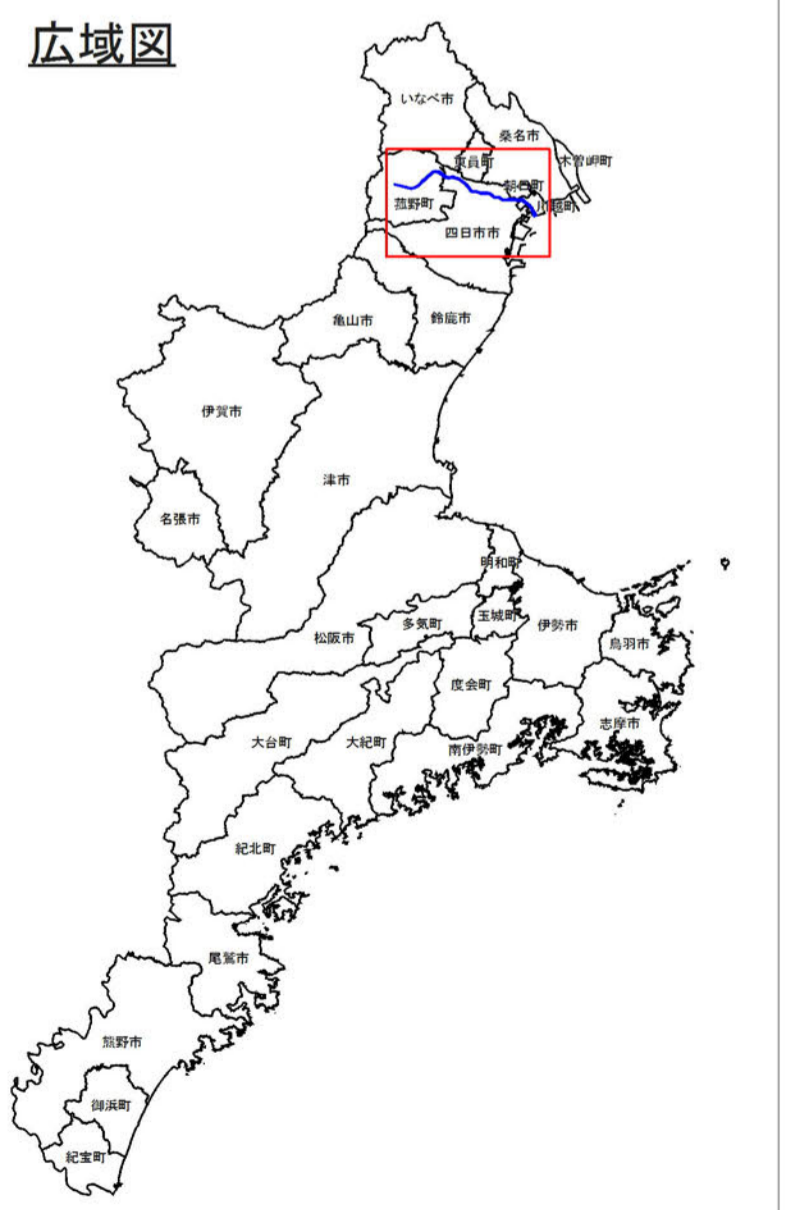 広域図
いなべ市
桑名市
東員町
木曽岬町
朝日町
菰野町
川越町
四日市市
亀山市
鈴鹿市
伊賀市
津市
名張市
明和町
玉城町
多気町
伊勢市
松阪市
鳥羽市
度会町
志摩市
大台町
大紀町
南伊勢町
紀北町
尾鷲市
熊野市
御浜町
紀宝町